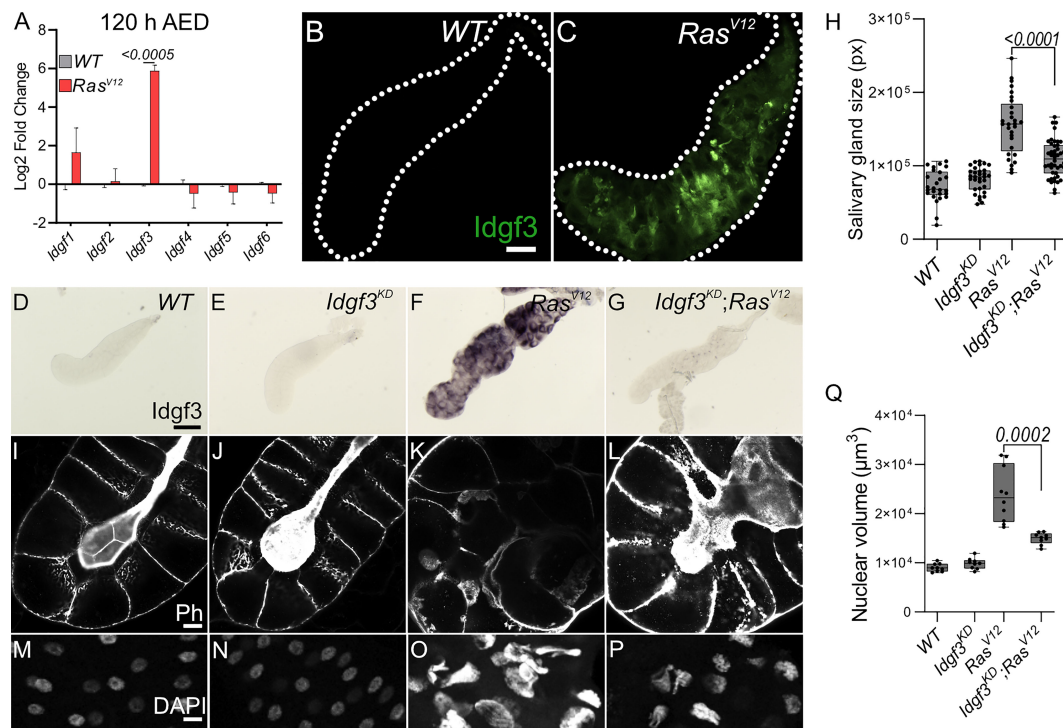 A
120 h AED
Log2 Fold Change
8
6
4
2
0
-2
WT
Ras^V12
<0.0005
Idgf1
Idgf2
Idgf3
Idgf4
Idgf5
Idgf6
B
WT
Idgf3
C
Ras^V12
H
Salivary gland size (px)
3×10^5
2×10^5
1×10^5
0
<0.0001
WT
Idgf3^KD
Ras^V12
Idgf3^KD;Ras^V12
D
WT
Idgf3
E
Idgf3^KD
F
Ras^V12
G
Idgf3^KD;Ras^V12
I
Ph
J
K
L
M
DAPI
N
O
P
Q
Nuclear volume (µm³)
4×10^4
3×10^4
2×10^4
1×10^4
0
0.0002
WT
Idgf3^KD
Ras^V12
Idgf3^KD;Ras^V12